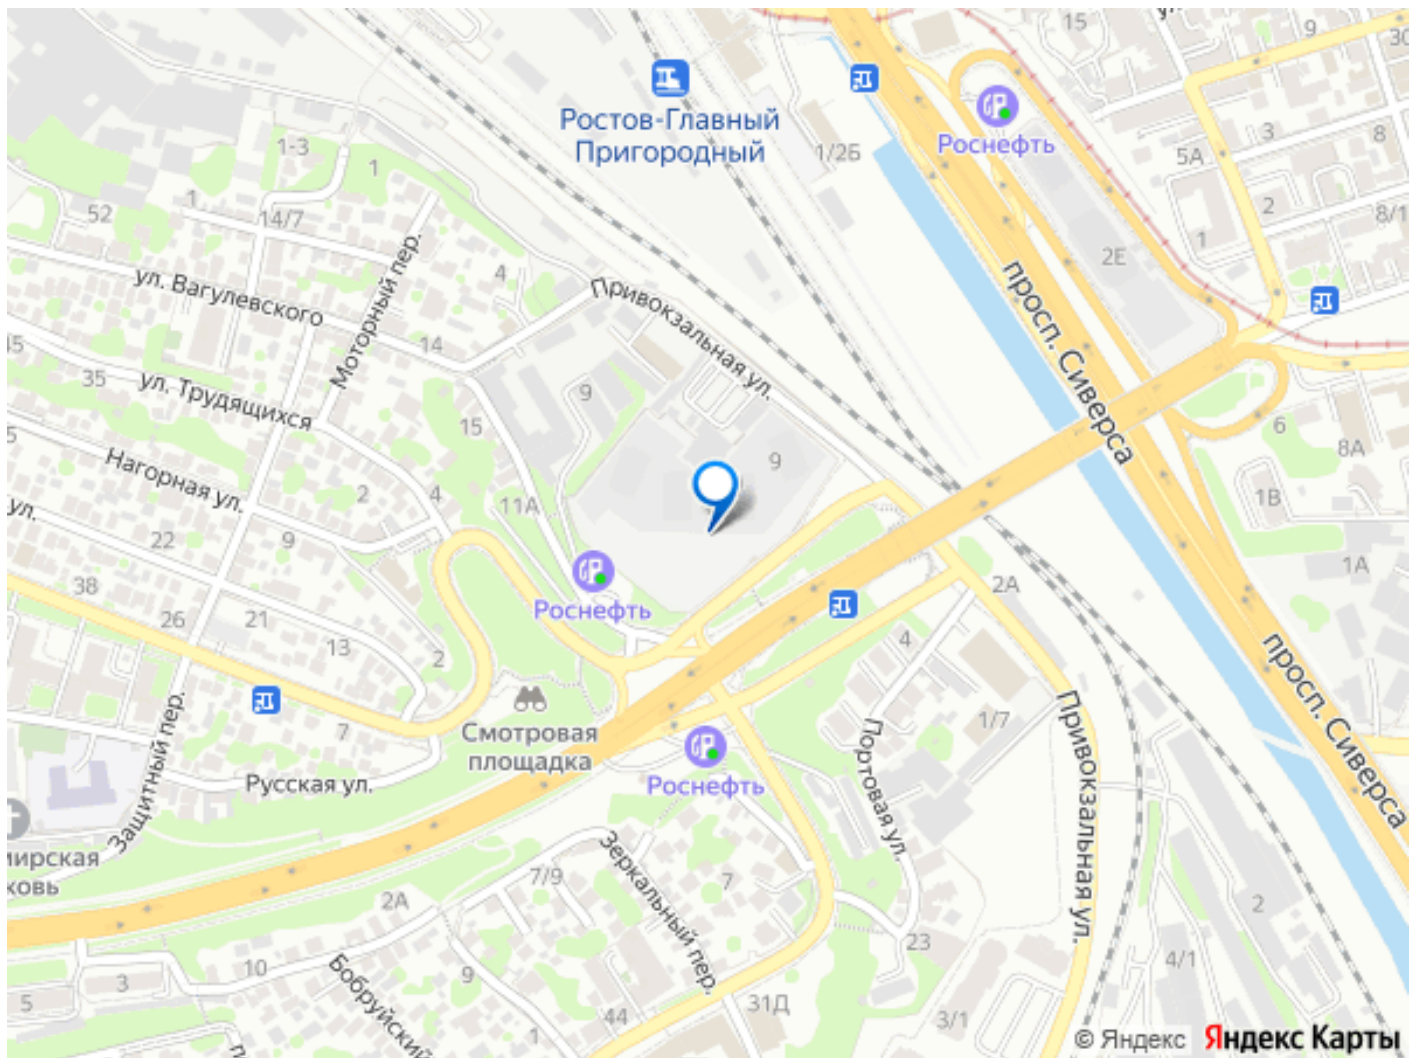 15
9
30
Ростов-Главный
Пригородный
1/2Б
Роснефть
3
8
5А
1-3
1
52
1
14/7
2
8/1
1
2Е
4
ул. Вагулевского
Моторный пер.
Привокзальная ул.
просп. Сиверса
14
45
35
ул. Трудящихся
9
15
6
8А
9
Нагорная ул.
2
4
11А
1В
ул.
22
9
1А
38
Роснефть
2А
26
21
13
2
4
Защитный пер.
7
Смотровая
площадка
Русская ул.
Роснефть
Портовая ул.
1/7
Привокзальная ул.
просп. Сиверса
мирская
ковь
7/9
Зеркальный пер.
7
2А
2
23
10
9
4/1
3
5
Бобруйский
31Д
44
3/1
1
© Яндекс Яндекс Карты